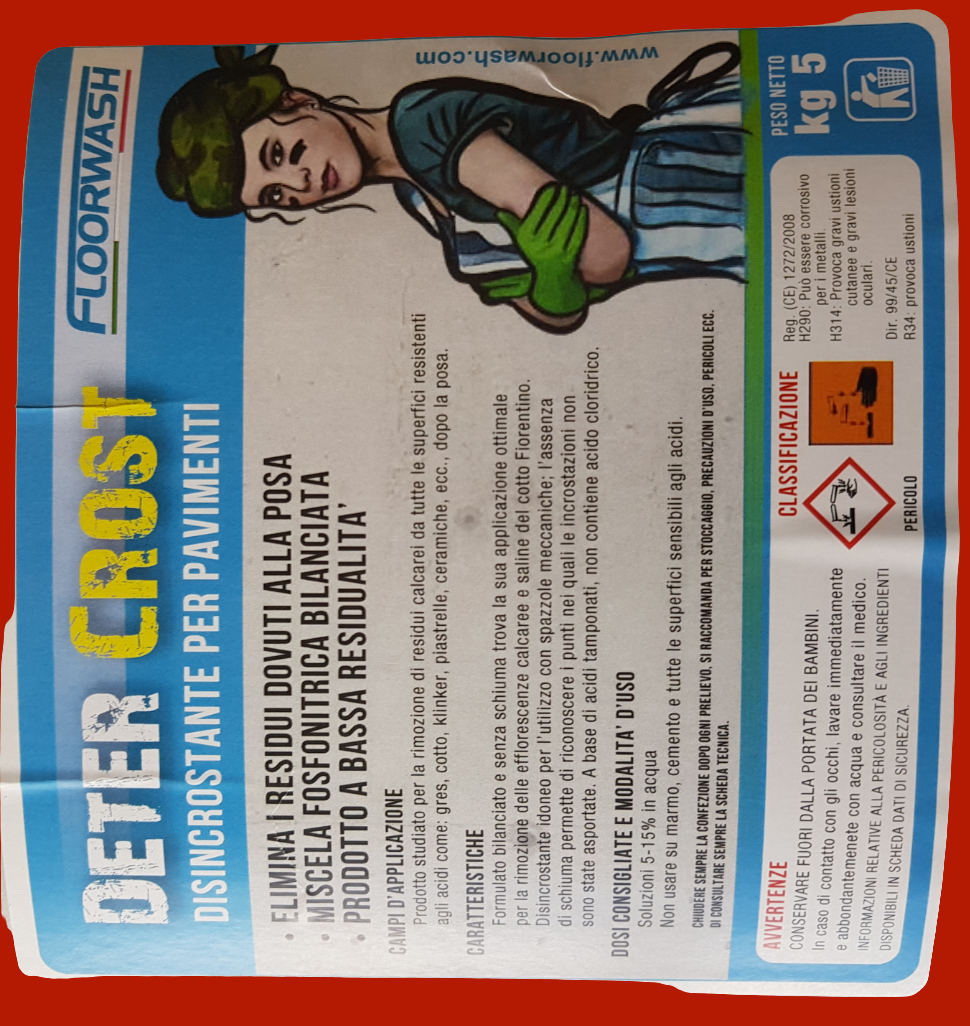 DETER CROST
FLOORWASH
DISINCROSTANTE PER PAVIMENTI
• ELIMINA I RESIDUI DOVUTI ALLA POSA
• MISCELA FOSFONITRICA BILANCIATA
• PRODOTTO A BASSA RESIDUALITA'
CAMPI D'APPLICAZIONE
Prodotto studiato per la rimozione di residui calcarei da tutte le superfici resistenti
agli acidi come: gres, cotto, klinker, piastrelle, ceramiche, ecc., dopo la posa.
CARATTERISTICHE
Formulato bilanciato e senza schiuma trova la sua applicazione ottimale
per la rimozione delle efflorescenze calcaree e saline del cotto Fiorentino.
Disincrostante idoneo per l'utilizzo con spazzole meccaniche; l'assenza
di schiuma permette di riconoscere i punti nei quali le incrostazioni non
sono state asportate. A base di acidi tamponati, non contiene acido cloridrico.
DOSI CONSIGLIATE E MODALITA' D'USO
Soluzioni 5-15% in acqua
Non usare su marmo, cemento e tutte le superfici sensibili agli acidi.
CHIUDERE SEMPRE LA CONFEZIONE DOPO OGNI PRELIEVO, SI RACCOMANDA PER STOCCAGGIO, PRECAUZIONI D'USO, PERICOLI ECC.
DI CONSULTARE SEMPRE LA SCHEDA TECNICA.
www.floorwash.com
AVVERTENZE
CONSERVARE FUORI DALLA PORTATA DEI BAMBINI.
In caso di contatto con gli occhi, lavare immediatamente
e abbondantemenete con acqua e consultare il medico.
INFORMAZIONI RELATIVE ALLA PERICOLOSITÀ E AGLI INGREDIENTI
DISPONIBILI IN SCHEDA DATI DI SICUREZZA.
CLASSIFICAZIONE
PERICOLO
Reg. (CE) 1272/2008
H290: Può essere corrosivo
per i metalli.
H314: Provoca gravi ustioni
cutanee e gravi lesioni
oculari.
Dir. 99/45/CE
R34: provoca ustioni
PESO NETTO
kg 5